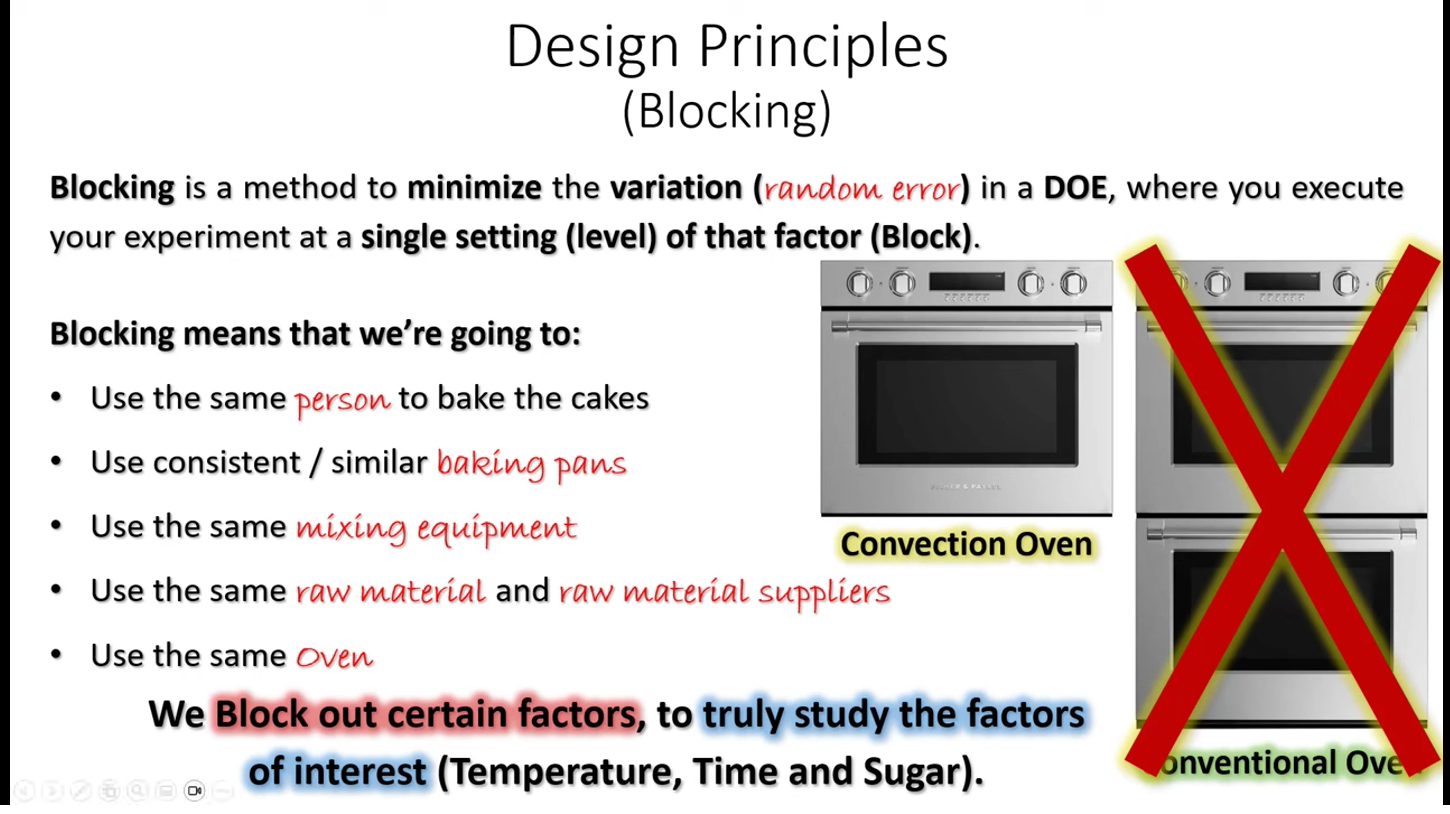 Design Principles
(Blocking)
Blocking is a method to minimize the variation (random error) in a DOE, where you execute
your experiment at a single setting (level) of that factor (Block).
Blocking means that we’re going to:
• Use the same person to bake the cakes
• Use consistent / similar baking pans
• Use the same mixing equipment
• Use the same raw material and raw material suppliers
• Use the same Oven
Convection Oven
We Block out certain factors, to truly study the factors
of interest (Temperature, Time and Sugar).
onventional Ove